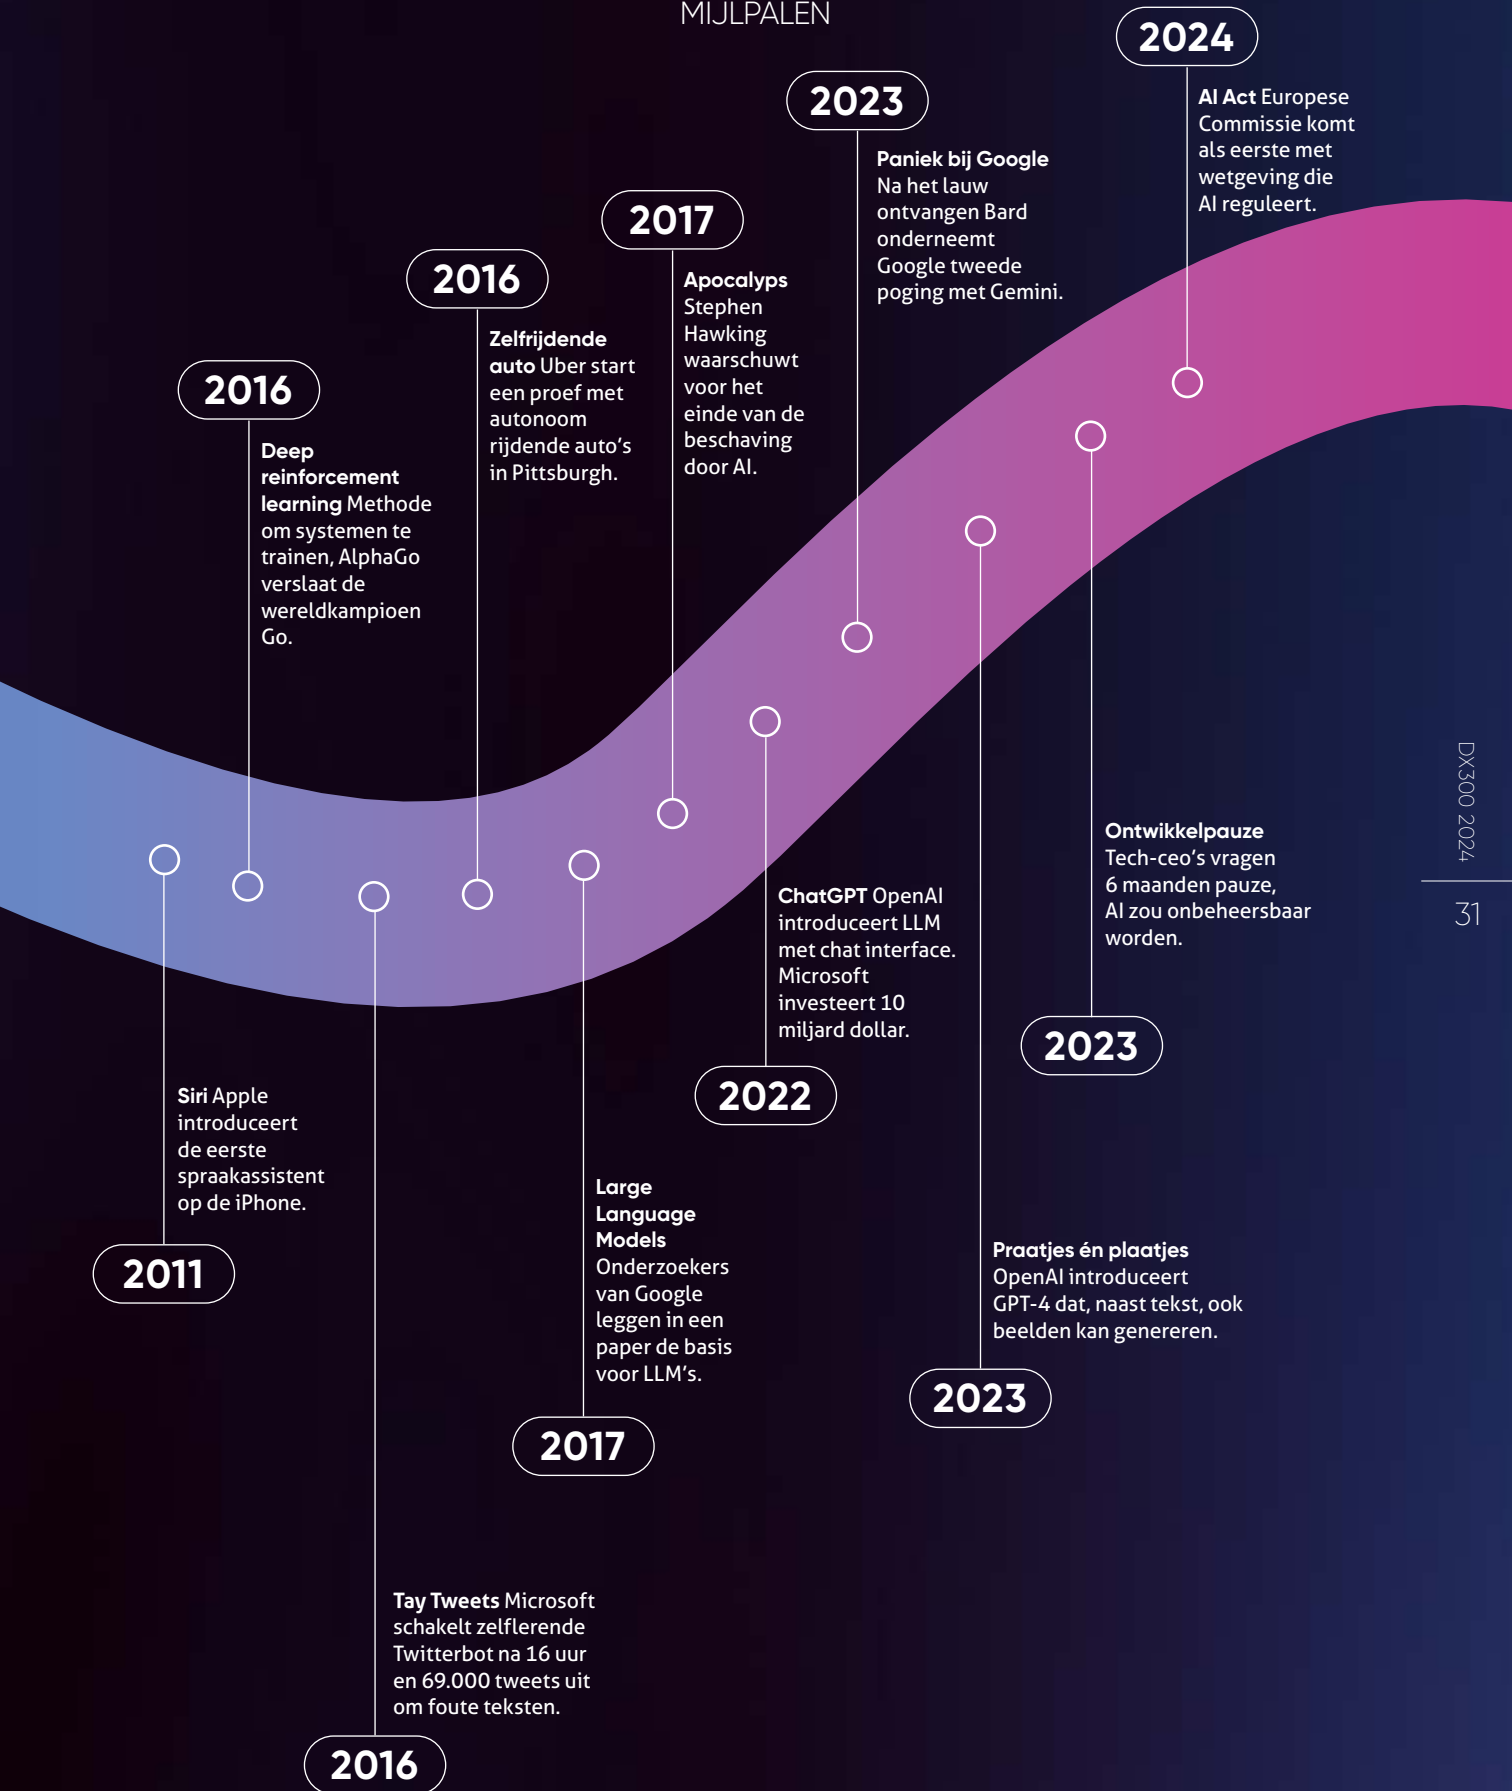 MIJLPALEN
2011
Siri Apple
introduceert
de eerste
spraakassistent
op de iPhone.
2016
Deep
reinforcement
learning Methode
om systemen te
trainen, AlphaGo
verslaat de
wereldkampioen
Go.
2016
Tay Tweets Microsoft
schakelt zelflerende
Twitterbot na 16 uur
en 69.000 tweets uit
om foute teksten.
2016
Zelfrijdende
auto Uber start
een proef met
autonoom
rijdende auto's
in Pittsburgh.
2017
Large
Language
Models
Onderzoekers
van Google
leggen in een
paper de basis
voor LLM's.
2017
Apocalyps
Stephen
Hawking
waarschuwt
voor het
einde van de
beschaving
door AI.
2022
ChatGPT OpenAI
introduceert LLM
met chat interface.
Microsoft
investeert 10
miljard dollar.
2023
Paniek bij Google
Na het lauw
ontvangen Bard
onderneemt
Google tweede
poging met Gemini.
2023
Praatjes én plaatjes
OpenAI introduceert
GPT-4 dat, naast tekst, ook
beelden kan genereren.
2023
Ontwikkelpauze
Tech-ceo's vragen
6 maanden pauze,
AI zou onbeheersbaar
worden.
2024
AI Act Europese
Commissie komt
als eerste met
wetgeving die
AI reguleert.
DX300 2024
31